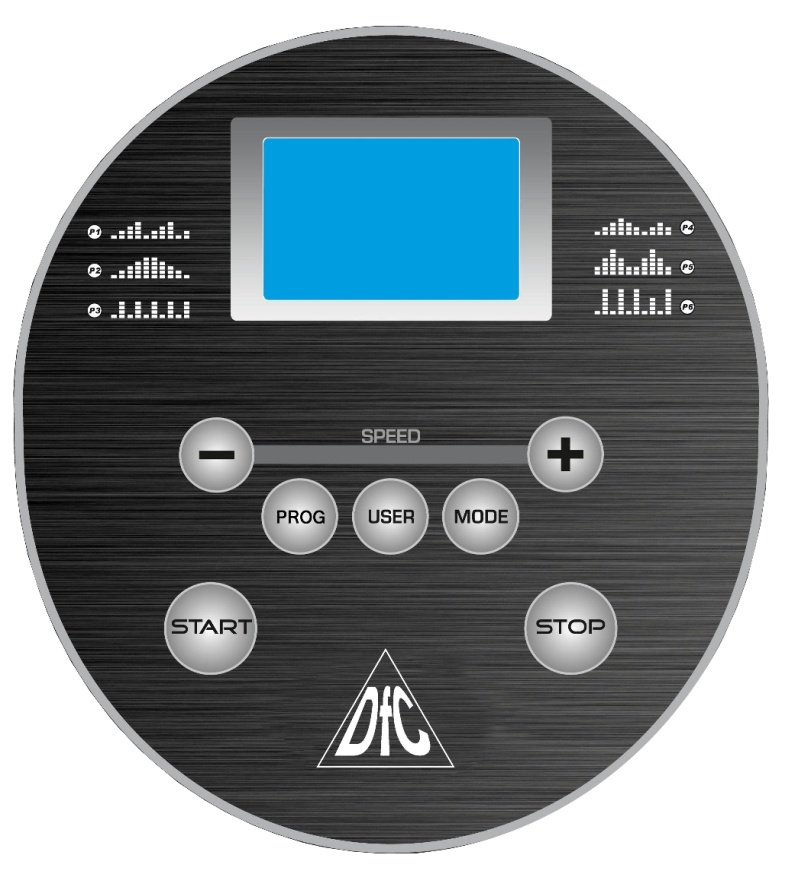 P1
P4
P2
P5
P3
P6
SPEED
− +
PROG USER MODE
START STOP
DfC